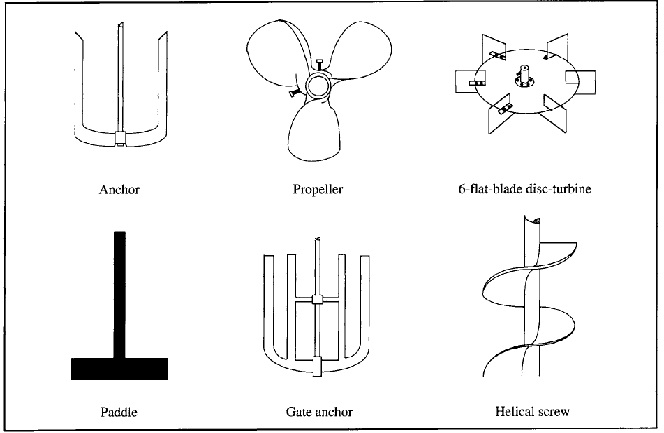 Anchor
Propeller
6-flat-blade disc-turbine
Paddle
Gate anchor
Helical screw